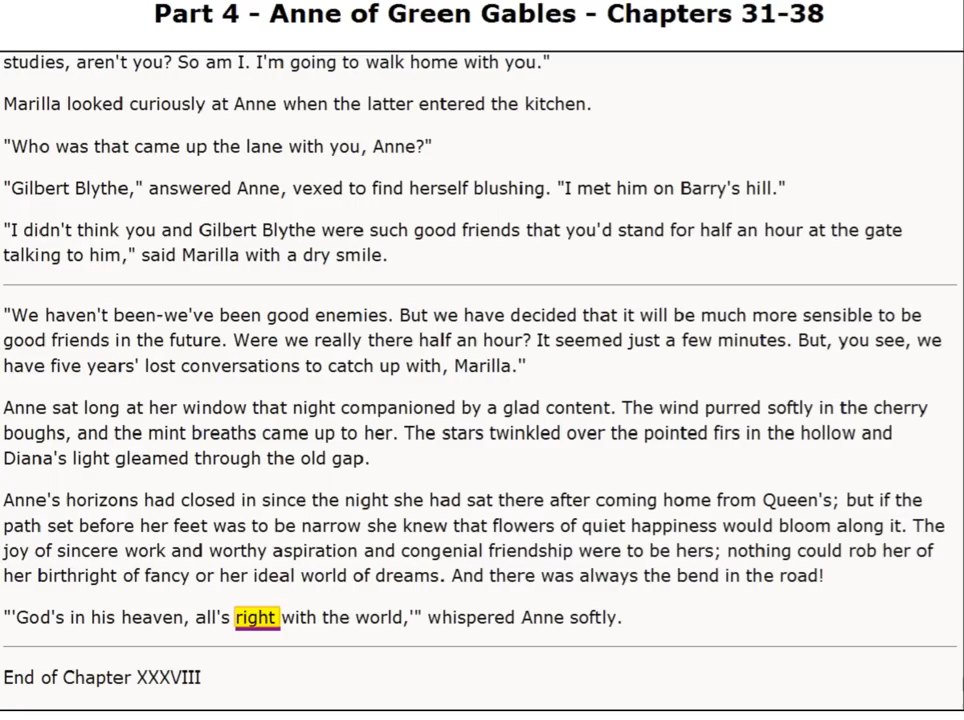 Part 4 - Anne of Green Gables - Chapters 31-38
studies, aren't you? So am I. I'm going to walk home with you."
Marilla looked curiously at Anne when the latter entered the kitchen.
"Who was that came up the lane with you, Anne?"
"Gilbert Blythe," answered Anne, vexed to find herself blushing. "I met him on Barry's hill."
"I didn't think you and Gilbert Blythe were such good friends that you'd stand for half an hour at the gate
talking to him," said Marilla with a dry smile.
"We haven't been-we've been good enemies. But we have decided that it will be much more sensible to be
good friends in the future. Were we really there half an hour? It seemed just a few minutes. But, you see, we
have five years' lost conversations to catch up with, Marilla."
Anne sat long at her window that night companioned by a glad content. The wind purred softly in the cherry
boughs, and the mint breaths came up to her. The stars twinkled over the pointed firs in the hollow and
Diana's light gleamed through the old gap.
Anne's horizons had closed in since the night she had sat there after coming home from Queen's; but if the
path set before her feet was to be narrow she knew that flowers of quiet happiness would bloom along it. The
joy of sincere work and worthy aspiration and congenial friendship were to be hers; nothing could rob her of
her birthright of fancy or her ideal world of dreams. And there was always the bend in the road!
"'God's in his heaven, all's right with the world,'" whispered Anne softly.
End of Chapter XXXVIII